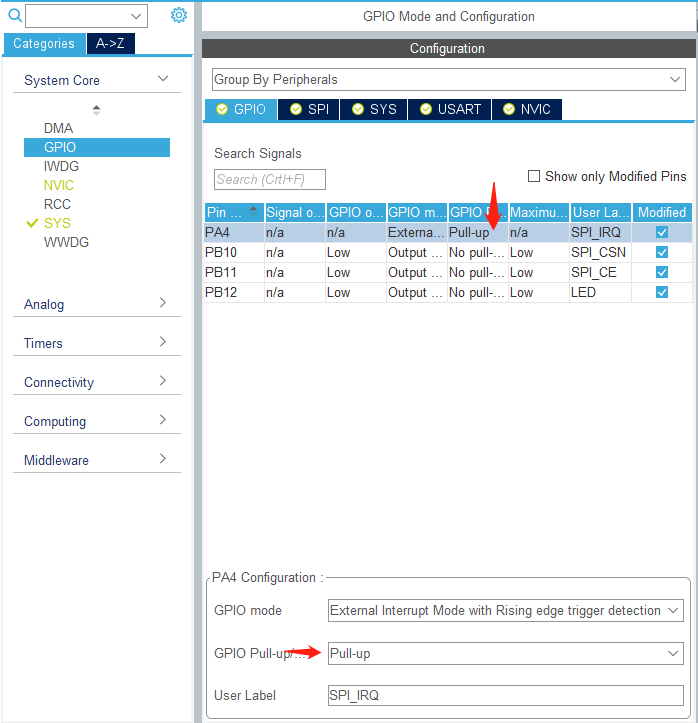 GPIO Mode and Configuration
Categories A->Z
Configuration
System Core
Group By Peripherals
GPIO SPI SYS USART NVIC
DMA
GPIO
IWDG
NVIC
RCC
SYS
WWDG
Analog
Timers
Connectivity
Computing
Middleware
Search Signals
Search (Crtl+F)
Show only Modified Pins
Pin ... Signal o... GPIO o... GPIO m... GPIO Maximu... User La... Modified
PA4 n/a n/a Externa... Pull-up n/a SPI_IRQ
PB10 n/a Low Output ... No pull-... Low SPI_CSN
PB11 n/a Low Output ... No pull-... Low SPI_CE
PB12 n/a Low Output ... No pull-... Low LED
PA4 Configuration :
GPIO mode External Interrupt Mode with Rising edge trigger detection
GPIO Pull-up/... Pull-up
User Label SPI_IRQ